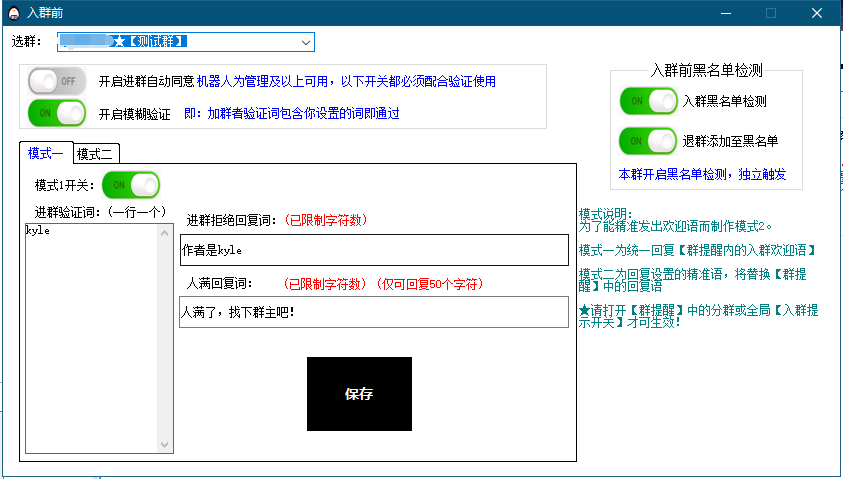 入群前
选群：
★【测试群】
OFF
开启进群自动同意 机器人为管理及以上可用，以下开关都必须配合验证使用
ON
开启模糊验证
即：加群者验证词包含你设置的词即通过
入群前黑名单检测
ON
入群黑名单检测
ON
退群添加至黑名单
本群开启黑名单检测，独立触发
模式一
模式二
模式1开关：
ON
进群验证词：(一行一个)
kyle
进群拒绝回复词：(已限制字符数)
作者是kyle
人满回复词：
(已限制字符数)(仅可回复50个字符)
人满了，找下群主吧！
保存
模式说明：
为了能精准发出欢迎语而制作模式2。
模式一为统一回复【群提醒内的入群欢迎语】
模式二为回复设置的精准语，将替换【群提
醒】中的回复语
★请打开【群提醒】中的分群或全局【入群提
示开关】才可生效！